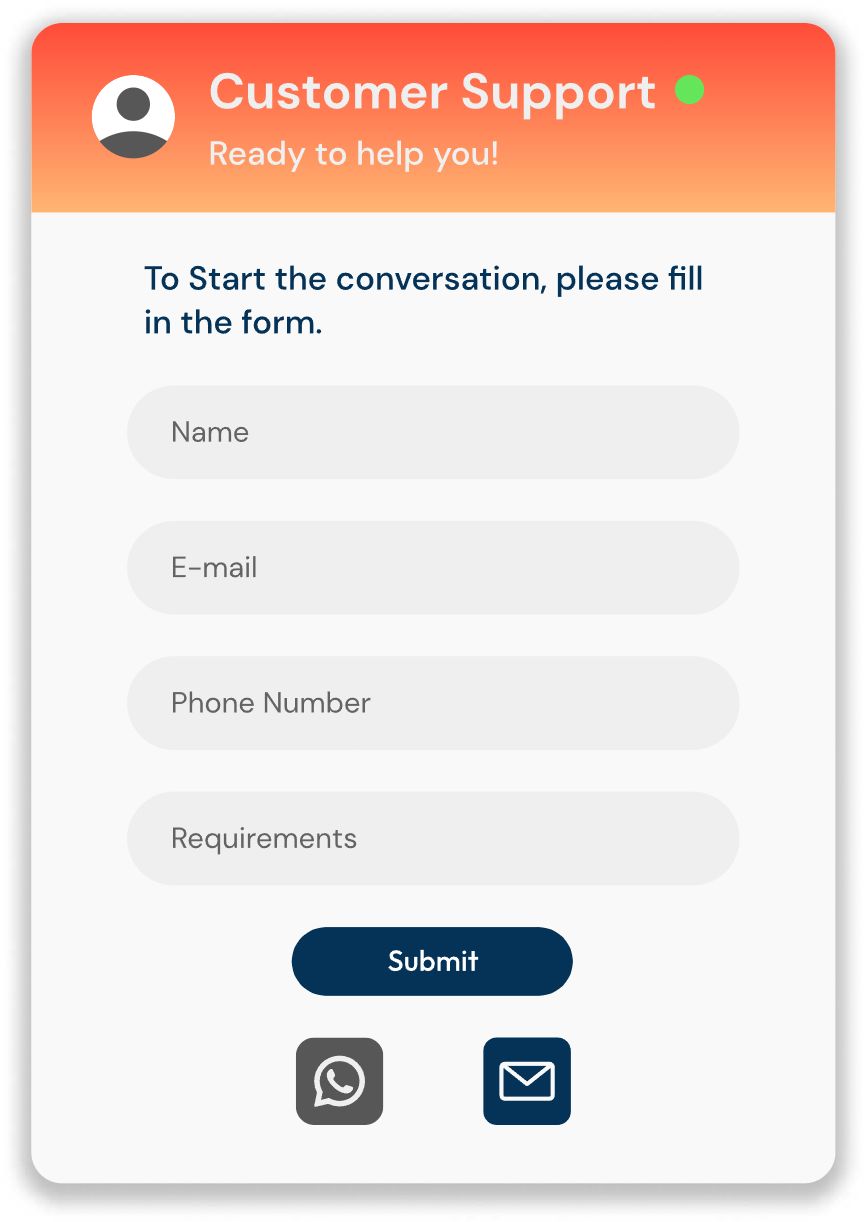 Customer Support
Ready to help you!
To Start the conversation, please fill
in the form.
Name
E-mail
Phone Number
Requirements
Submit